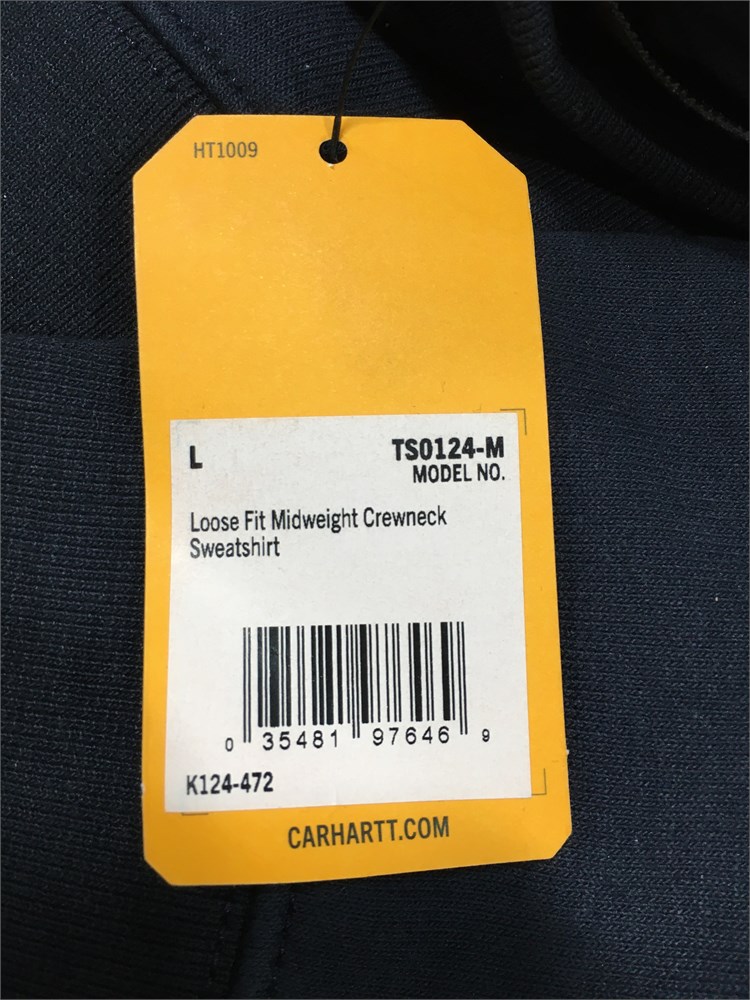 HT1009
L
TS0124-M
MODEL NO.
Loose Fit Midweight Crewneck
Sweatshirt
0 35481 97646 9
K124-472
CARHARTT.COM